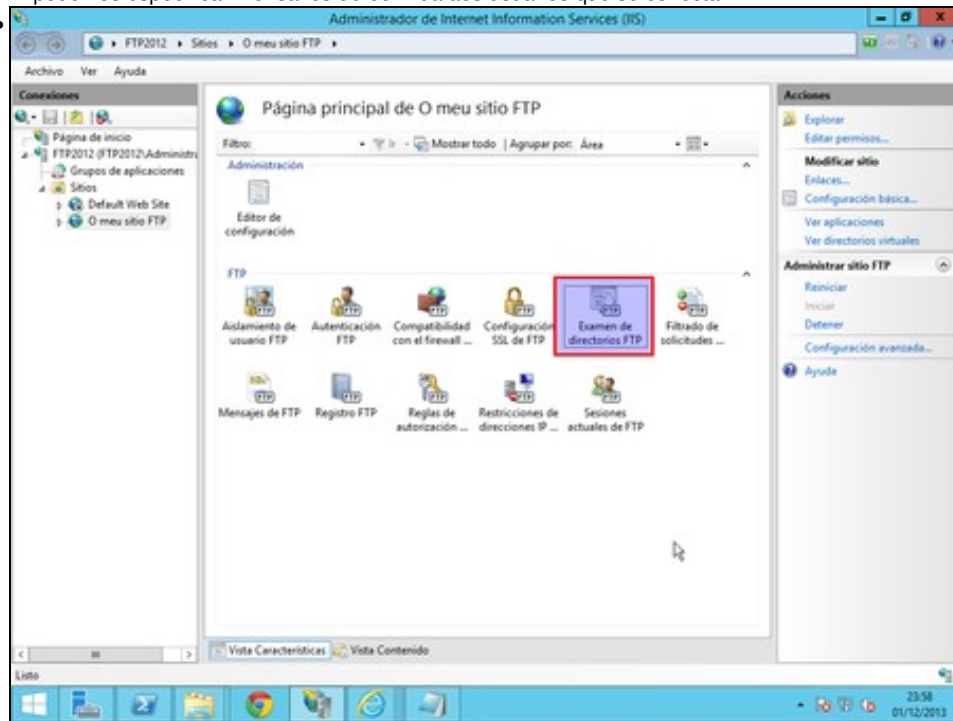 Administrador de Internet Information Services (IIS)
FTP2012 Sitios O meu sitio FTP
Archivo Ver Ayuda
Conexiones
Página de inicio
FTP2012 (FTP2012\Administr
Grupos de aplicaciones
Sitios
Default Web Site
O meu sitio FTP
Página principal de O meu sitio FTP
Filtro: Ir Mostrar todo Agrupar por: Área
Administración
Editor de
configuración
FTP
Aislamiento de
usuario FTP
Autenticación
FTP
Compatibilidad
con el firewall ...
Configuración
SSL de FTP
Examen de
directorios FTP
Filtrado de
solicitudes ...
Mensajes de FTP
Registro FTP
Reglas de
autorización ...
Restricciones de
direcciones IP ...
Sesiones
actuales de FTP
Vista Características Vista Contenido
Acciones
Explorar
Editar permisos...
Modificar sitio
Enlaces...
Configuración básica...
Ver aplicaciones
Ver directorios virtuales
Administrar sitio FTP
Reiniciar
Iniciar
Detener
Configuración avanzada...
Ayuda
Listo
23:58
01/12/2013